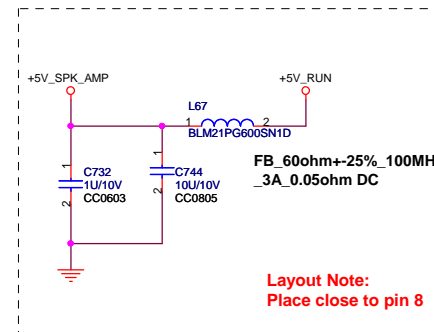 +5V_SPK_AMP
+5V_RUN
L67
1
2
BLM21PG600SN1D
FB_60ohm+-25%_100MH
_3A_0.05ohm DC
1
C732
1U/10V
CC0603
2
1
C744
10U/10V
CC0805
2
Layout Note:
Place close to pin 8